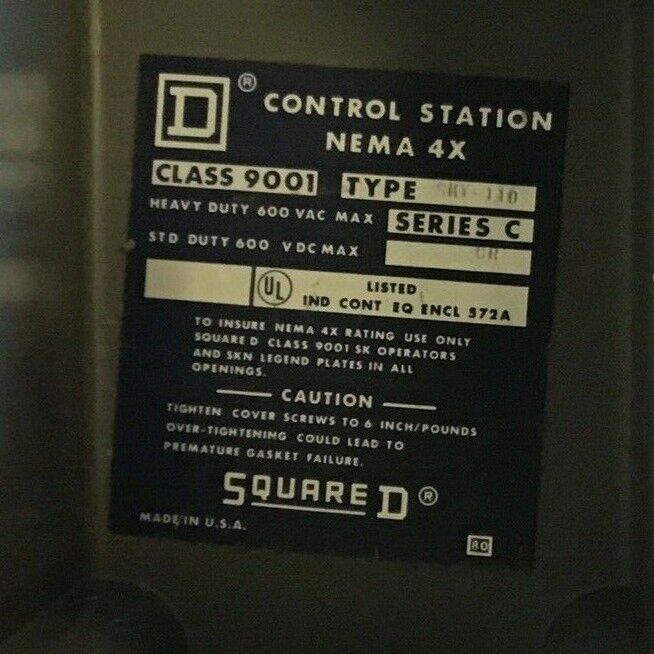 D ® CONTROL STATION
NEMA 4X
CLASS 9001 TYPE
HEAVY DUTY 600 VAC MAX SERIES C
STD DUTY 600 VDC MAX
UL LISTED
IND CONT EQ ENCL 572A
TO INSURE NEMA 4X RATING USE ONLY
SQUARE D CLASS 9001 SK OPERATORS
AND SKN LEGEND PLATES IN ALL
OPENINGS.
CAUTION
TIGHTEN COVER SCREWS TO 6 INCH/POUNDS
OVER-TIGHTENING COULD LEAD TO
PREMATURE GASKET FAILURE.
SQUARE D ®
MADE IN U.S.A.
80